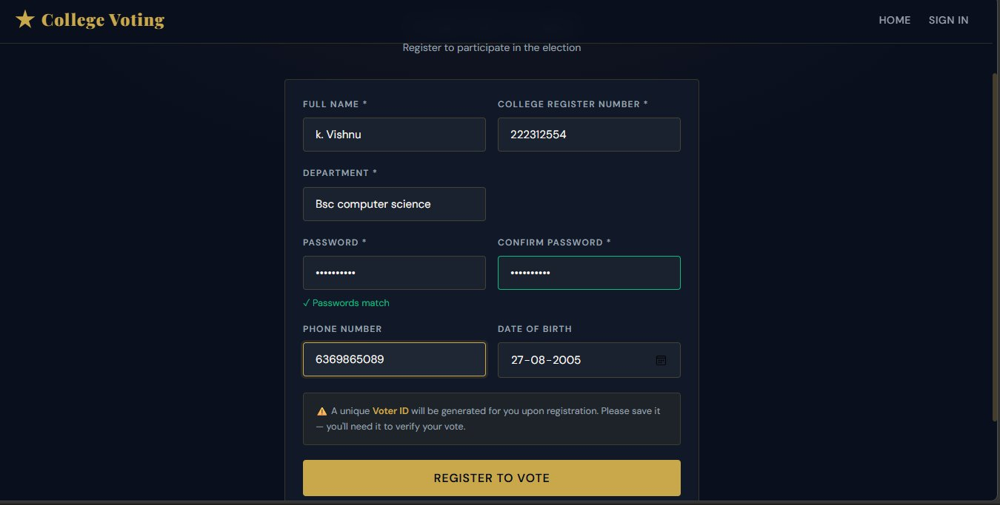 ★ College Voting
HOME SIGN IN
Register to participate in the election
FULL NAME * COLLEGE REGISTER NUMBER *
k. Vishnu 222312554
DEPARTMENT *
Bsc computer science
PASSWORD * CONFIRM PASSWORD *
•••••••••• ••••••••••
✓ Passwords match
PHONE NUMBER DATE OF BIRTH
6369865089 27-08-2005
⚠ A unique Voter ID will be generated for you upon registration. Please save it
— you'll need it to verify your vote.
REGISTER TO VOTE